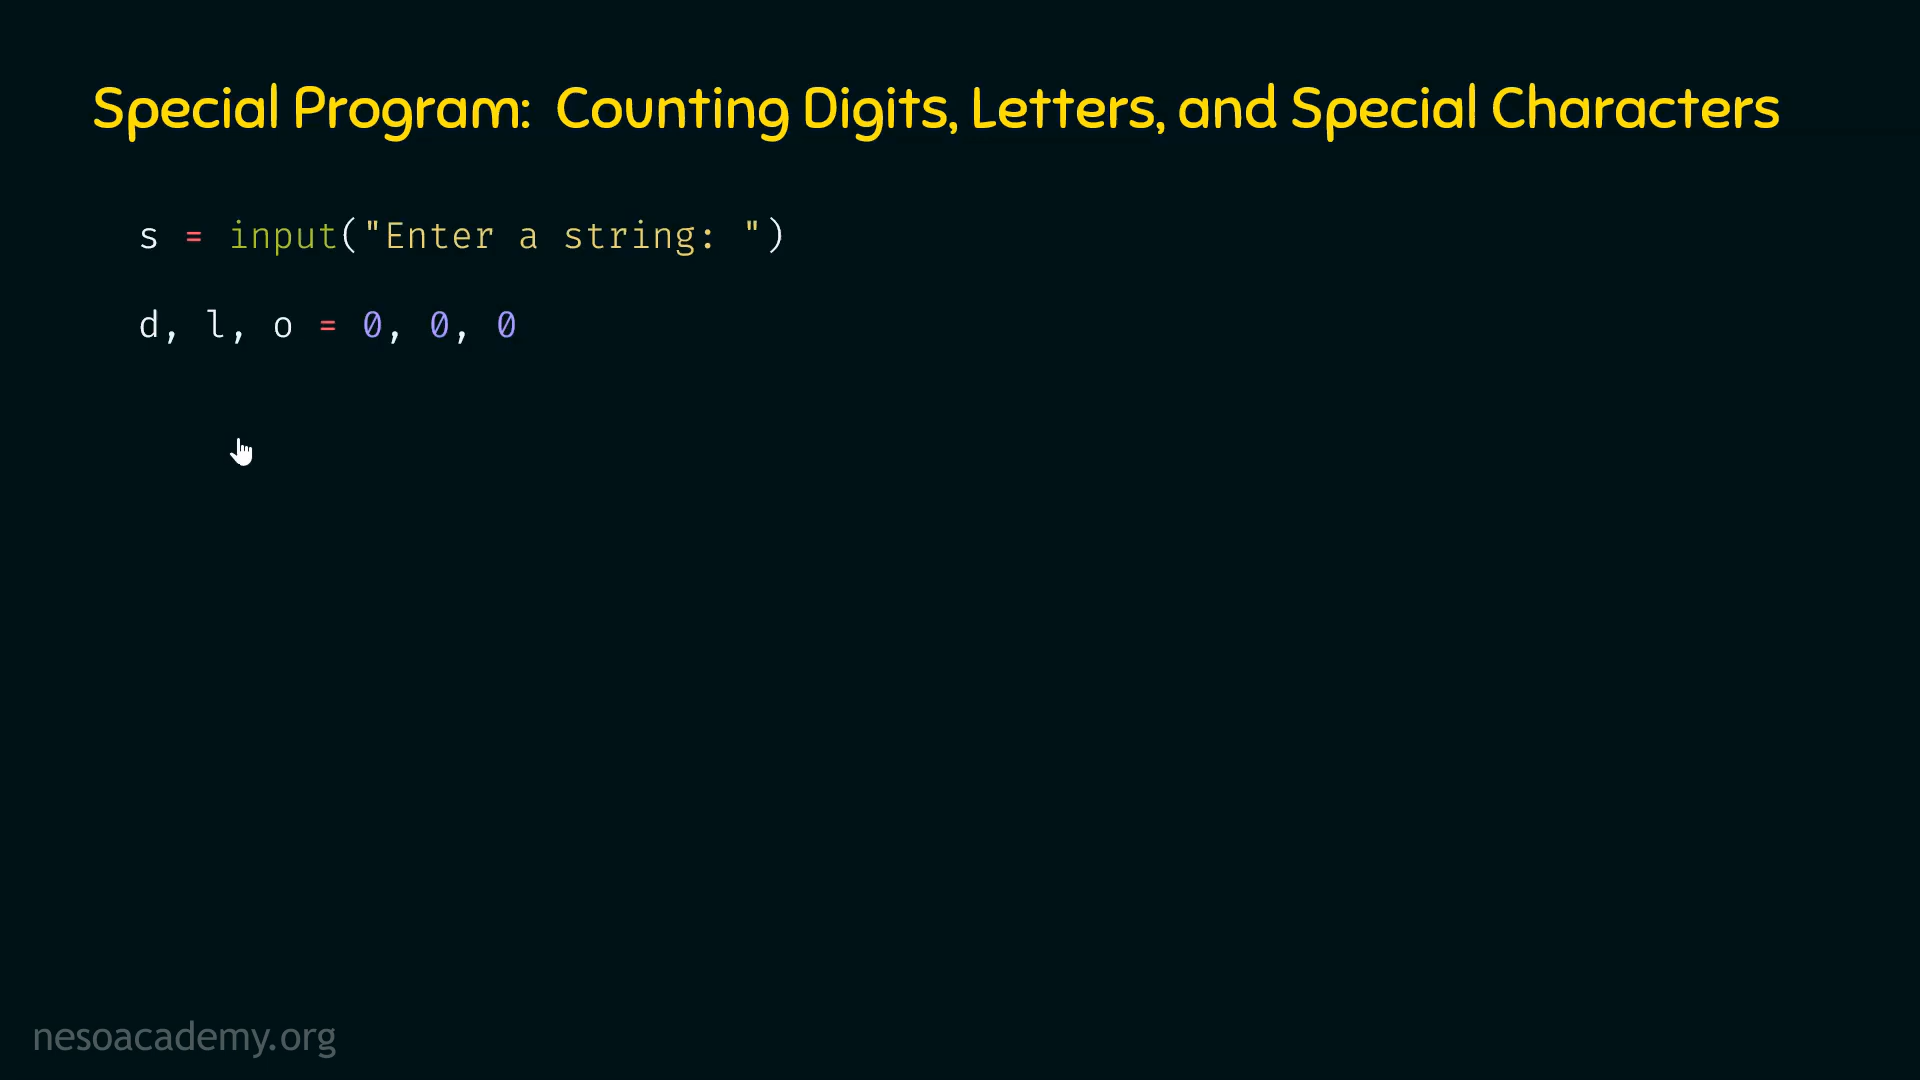 Special Program: Counting Digits, Letters, and Special Characters
s = input("Enter a string: ")
d, l, o = 0, 0, 0
nesoacademy.org